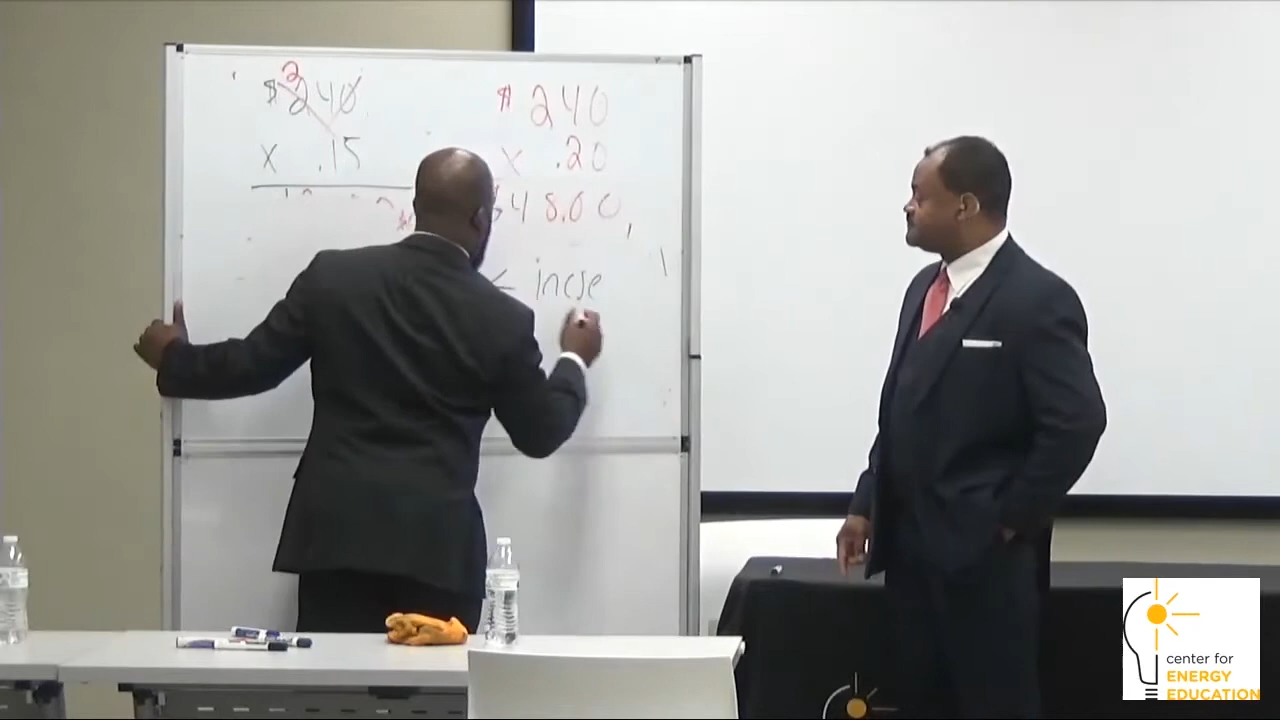 $240
x .15
$240
x .20
$48.00
< incse
center for
ENERGY
EDUCATION